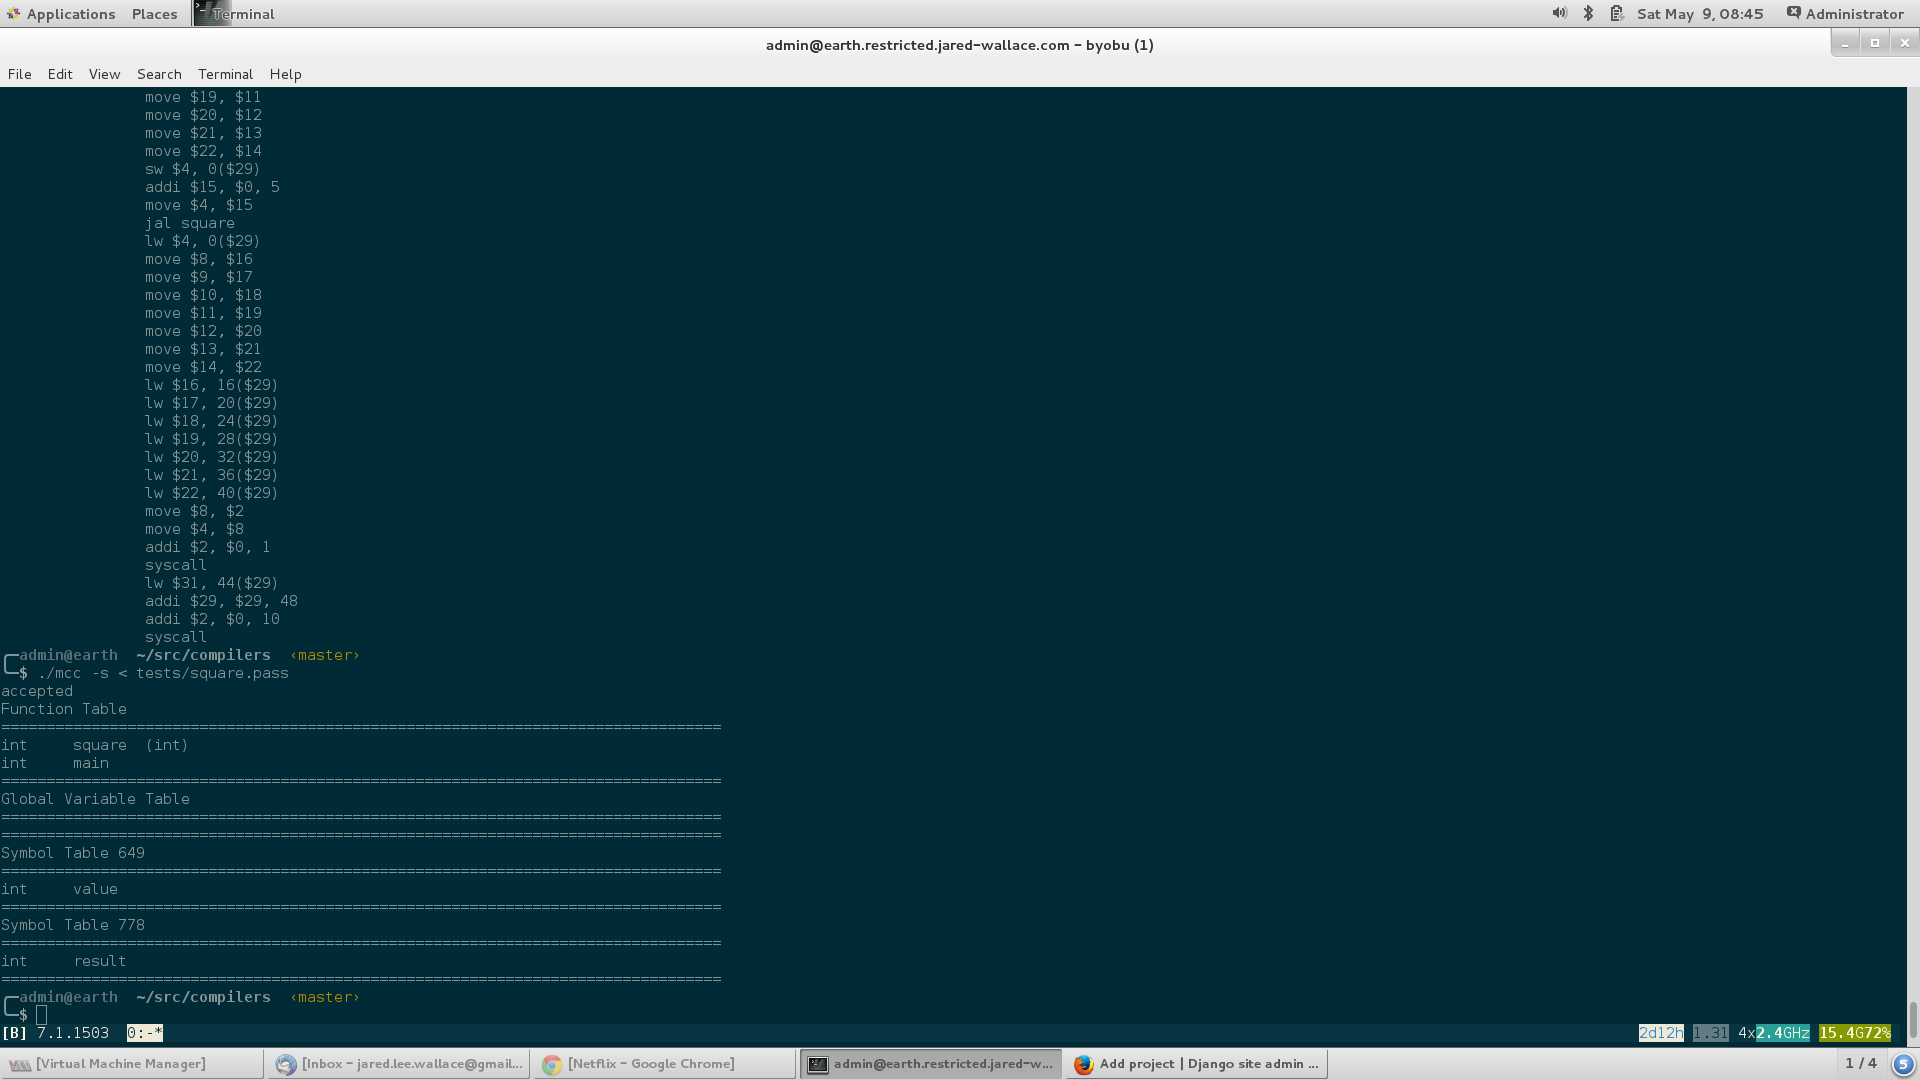 Applications Places Terminal Sat May 9, 08:45 Administrator
admin@earth.restricted.jared-wallace.com - byobu (1)
File Edit View Search Terminal Help
move $19, $11
move $20, $12
move $21, $13
move $22, $14
sw $4, 0($29)
addi $15, $0, 5
move $4, $15
jal square
lw $4, 0($29)
move $8, $16
move $9, $17
move $10, $18
move $11, $19
move $12, $20
move $13, $21
move $14, $22
lw $16, 16($29)
lw $17, 20($29)
lw $18, 24($29)
lw $19, 28($29)
lw $20, 32($29)
lw $21, 36($29)
lw $22, 40($29)
move $8, $2
move $4, $8
addi $2, $0, 1
syscall
lw $31, 44($29)
addi $29, $29, 48
addi $2, $0, 10
syscall
admin@earth ~/src/compilers ‹master›
$ ./mcc -s < tests/square.pass
accepted
Function Table
================================================================================
int square (int)
int main
================================================================================
Global Variable Table
================================================================================
================================================================================
Symbol Table 649
================================================================================
int value
================================================================================
Symbol Table 778
================================================================================
int result
================================================================================
admin@earth ~/src/compilers ‹master›
$
[B] 7.1.1503 0:-* 2d12h 1.31 4x2.4GHz 15.4G72%
[Virtual Machine Manager] [Inbox - jared.lee.wallace@gmail... [Netflix - Google Chrome] admin@earth.restricted.jared-w... Add project | Django site admin ... 1 / 4 5